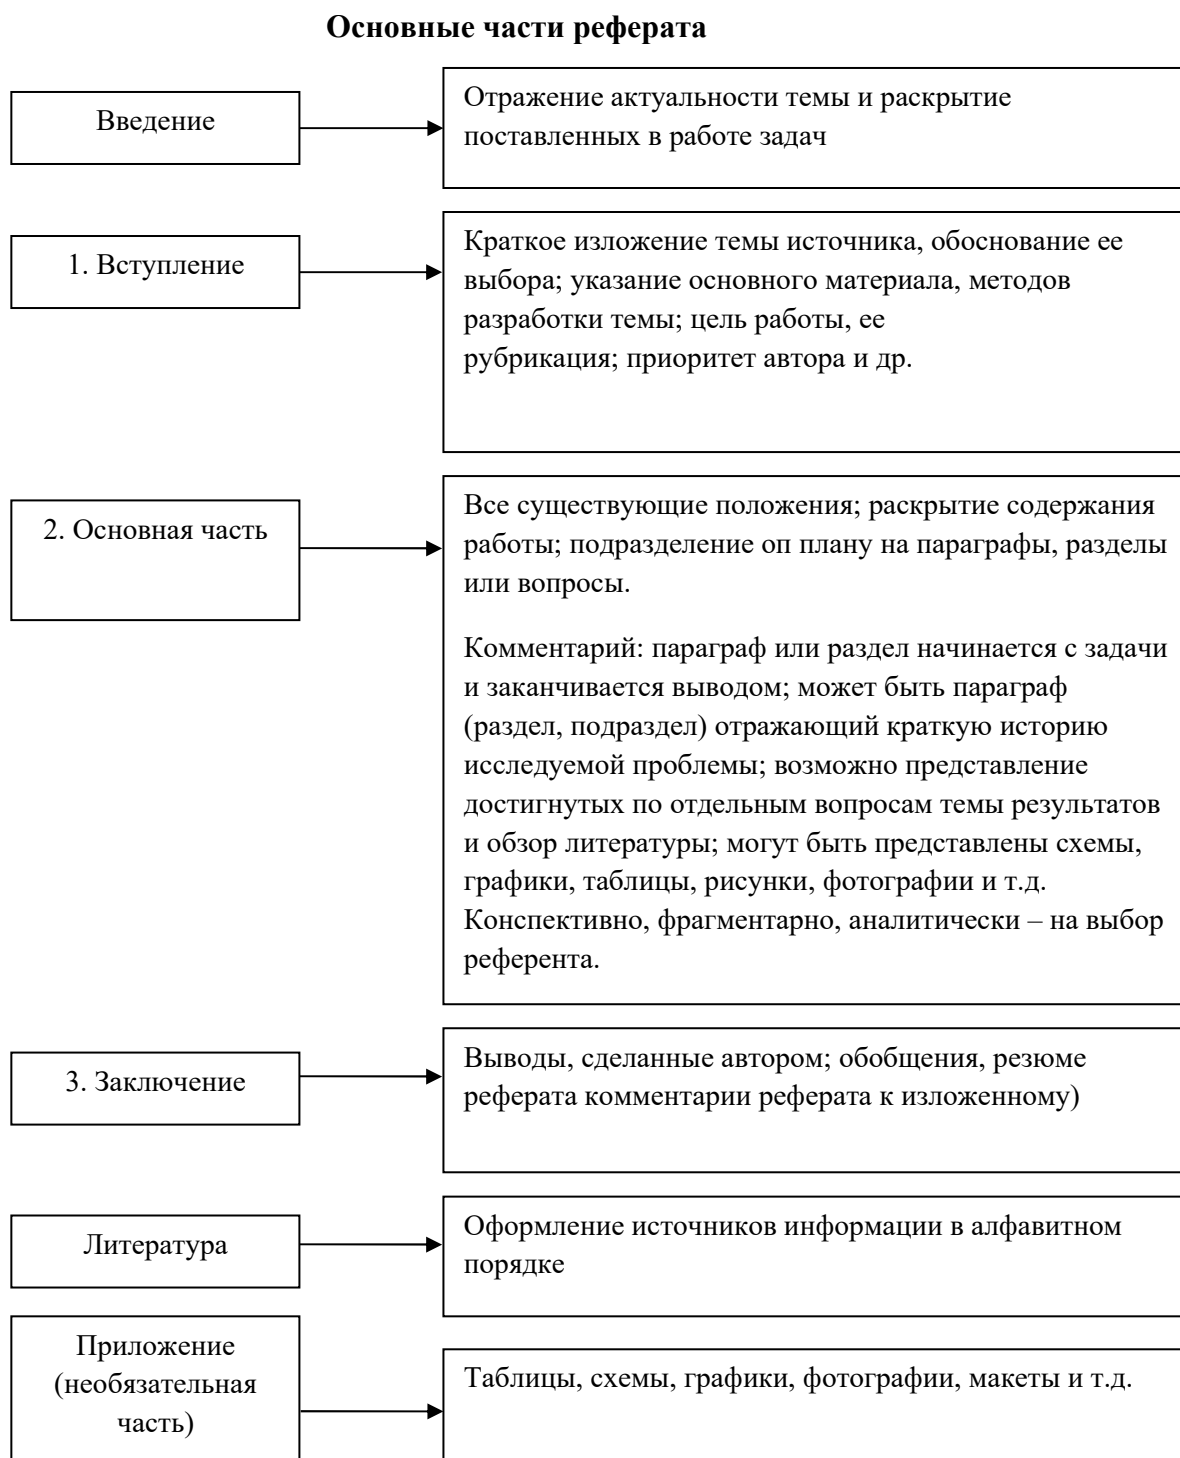 Основные части реферата
Введение
Отражение актуальности темы и раскрытие
поставленных в работе задач
1. Вступление
Краткое изложение темы источника, обоснование ее
выбора; указание основного материала, методов
разработки темы; цель работы, ее
рубрикация; приоритет автора и др.
2. Основная часть
Все существующие положения; раскрытие содержания
работы; подразделение оп плану на параграфы, разделы
или вопросы.
Комментарий: параграф или раздел начинается с задачи
и заканчивается выводом; может быть параграф
(раздел, подраздел) отражающий краткую историю
исследуемой проблемы; возможно представление
достигнутых по отдельным вопросам темы результатов
и обзор литературы; могут быть представлены схемы,
графики, таблицы, рисунки, фотографии и т.д.
Конспективно, фрагментарно, аналитически – на выбор
референта.
3. Заключение
Выводы, сделанные автором; обобщения, резюме
реферата комментарии реферата к изложенному)
Литература
Оформление источников информации в алфавитном
порядке
Приложение
(необязательная
часть)
Таблицы, схемы, графики, фотографии, макеты и т.д.